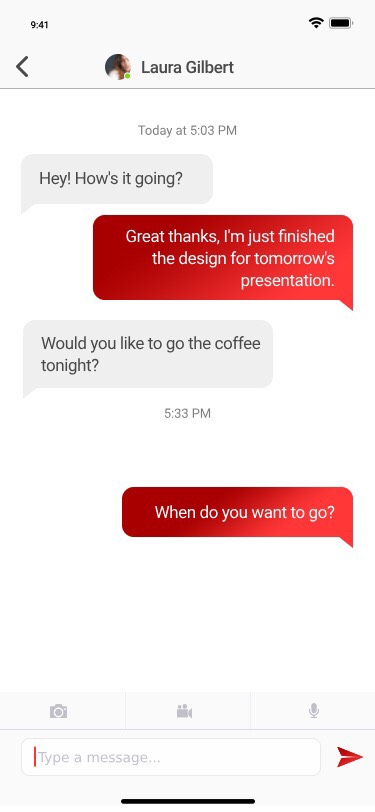 9:41
Laura Gilbert
Today at 5:03 PM
Hey! How's it going?
Great thanks, I'm just finished
the design for tomorrow's
presentation.
Would you like to go the coffee
tonight?
5:33 PM
When do you want to go?
Type a message...